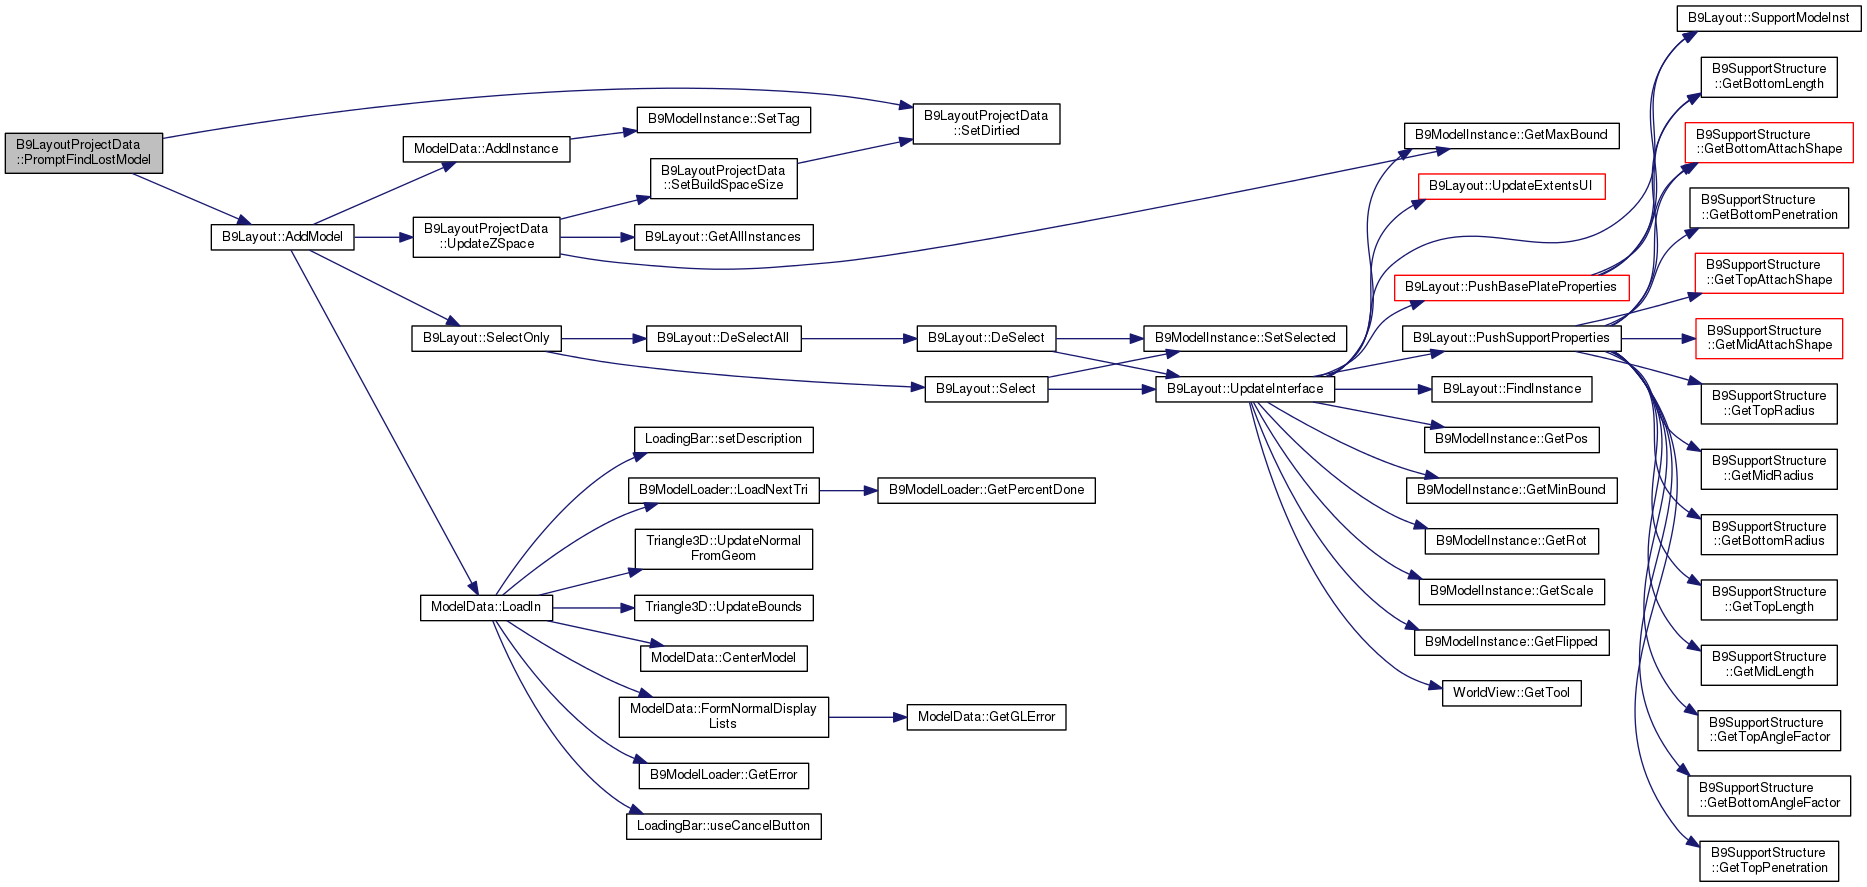 B9LayoutProjectData
::PromptFindLostModel
B9Layout::AddModel
ModelData::AddInstance
B9LayoutProjectData
::UpdateZSpace
B9Layout::SelectOnly
ModelData::LoadIn
B9ModelInstance::SetTag
B9LayoutProjectData
::SetBuildSpaceSize
B9Layout::GetAllInstances
B9Layout::DeSelectAll
LoadingBar::setDescription
B9ModelLoader::LoadNextTri
Triangle3D::UpdateNormal
FromGeom
Triangle3D::UpdateBounds
ModelData::CenterModel
ModelData::FormNormalDisplay
Lists
B9ModelLoader::GetError
LoadingBar::useCancelButton
B9LayoutProjectData
::SetDirtied
B9Layout::DeSelect
B9Layout::Select
B9ModelLoader::GetPercentDone
ModelData::GetGLError
B9ModelInstance::SetSelected
B9Layout::UpdateInterface
B9ModelInstance::GetMaxBound
B9Layout::UpdateExtentsUI
B9Layout::PushBasePlateProperties
B9Layout::PushSupportProperties
B9Layout::FindInstance
B9ModelInstance::GetPos
B9ModelInstance::GetMinBound
B9ModelInstance::GetRot
B9ModelInstance::GetScale
B9ModelInstance::GetFlipped
WorldView::GetTool
B9Layout::SupportModeInst
B9SupportStructure
::GetBottomLength
B9SupportStructure
::GetBottomAttachShape
B9SupportStructure
::GetBottomPenetration
B9SupportStructure
::GetTopAttachShape
B9SupportStructure
::GetMidAttachShape
B9SupportStructure
::GetTopRadius
B9SupportStructure
::GetMidRadius
B9SupportStructure
::GetBottomRadius
B9SupportStructure
::GetTopLength
B9SupportStructure
::GetMidLength
B9SupportStructure
::GetTopAngleFactor
B9SupportStructure
::GetBottomAngleFactor
B9SupportStructure
::GetTopPenetration